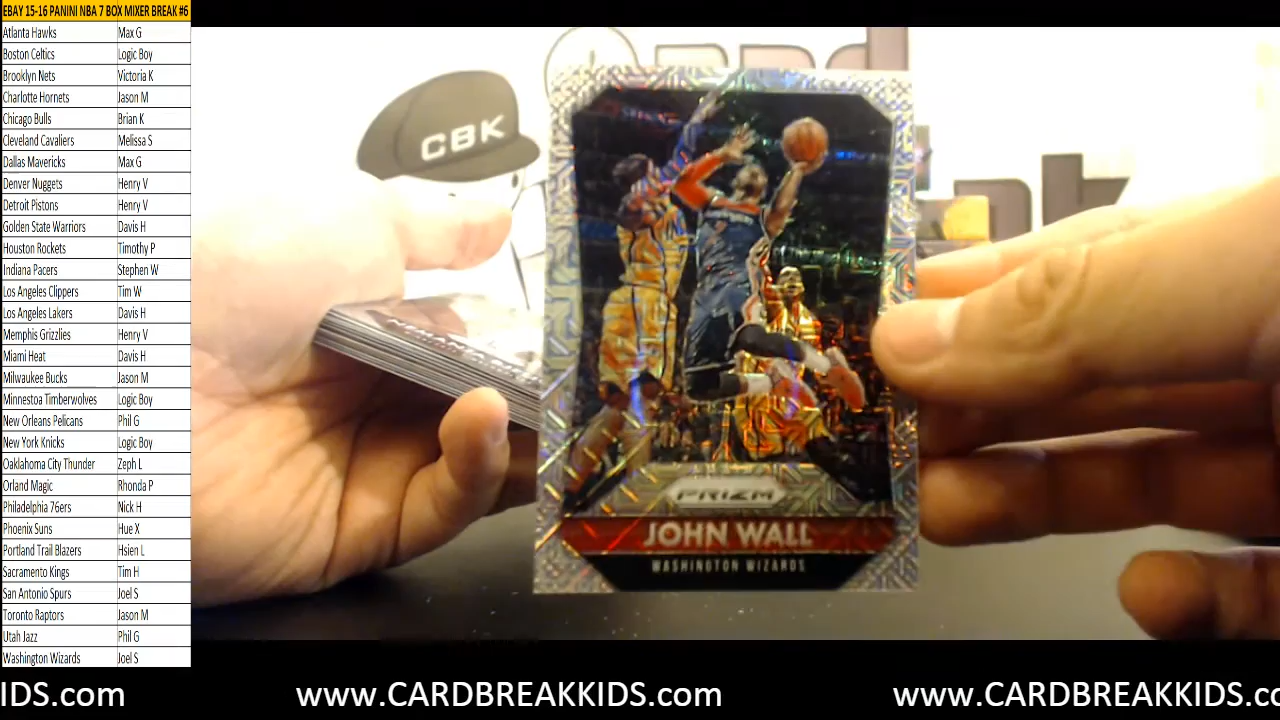 EBAY 15-16 PANINI NBA 7 BOX MIXER BREAK #6
Atlanta Hawks Max G
Boston Celtics Logic Boy
Brooklyn Nets Victoria K
Charlotte Hornets Jason M
Chicago Bulls Brian K
Cleveland Cavaliers Melissa S
Dallas Mavericks Max G
Denver Nuggets Henry V
Detroit Pistons Henry V
Golden State Warriors Davis H
Houston Rockets Timothy P
Indiana Pacers Stephen W
Los Angeles Clippers Tim W
Los Angeles Lakers Davis H
Memphis Grizzlies Henry V
Miami Heat Davis H
Milwaukee Bucks Jason M
Minnestoa Timberwolves Logic Boy
New Orleans Pelicans Phil G
New York Knicks Logic Boy
Oaklahoma City Thunder Zeph L
Orland Magic Rhonda P
Philadelphia 76ers Nick H
Phoenix Suns Hue X
Portland Trail Blazers Hsien L
Sacramento Kings Tim H
San Antonio Spurs Joel S
Toronto Raptors Jason M
Utah Jazz Phil G
Washington Wizards Joel S
CBK
PRIZM
JOHN WALL
WASHINGTON WIZARDS
IDS.com www.CARDBREAKKIDS.com www.CARDBREAKKIDS.co